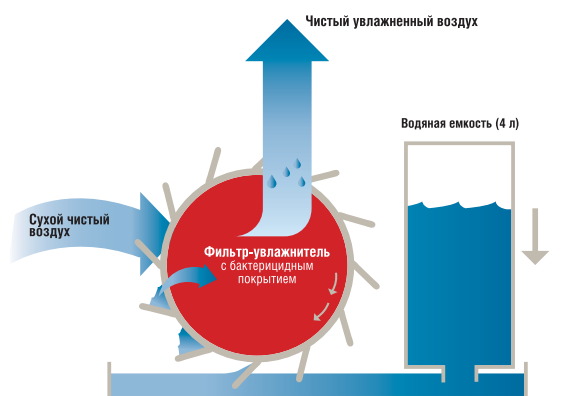 Чистый увлажненный воздух
Водяная емкость (4 л)
Сухой чистый
воздух
Фильтр-увлажнитель
с бактерицидным
покрытием